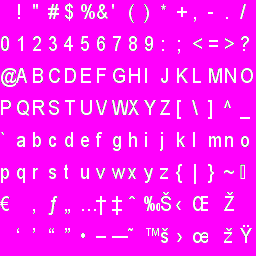 ! " # $ % & ' ( ) * + , - . /
0 1 2 3 4 5 6 7 8 9 : ; < = > ?
@ A B C D E F G H I J K L M N O
P Q R S T U V W X Y Z [ \ ] ^ _
` a b c d e f g h i j k l m n o
p q r s t u v w x y z { | } ~ ▯
€ ‚ ƒ „ … † ‡ ˆ ‰ Š ‹ Œ Ž
‘ ’ “ ” • – — ˜ ™ š › œ ž Ÿ